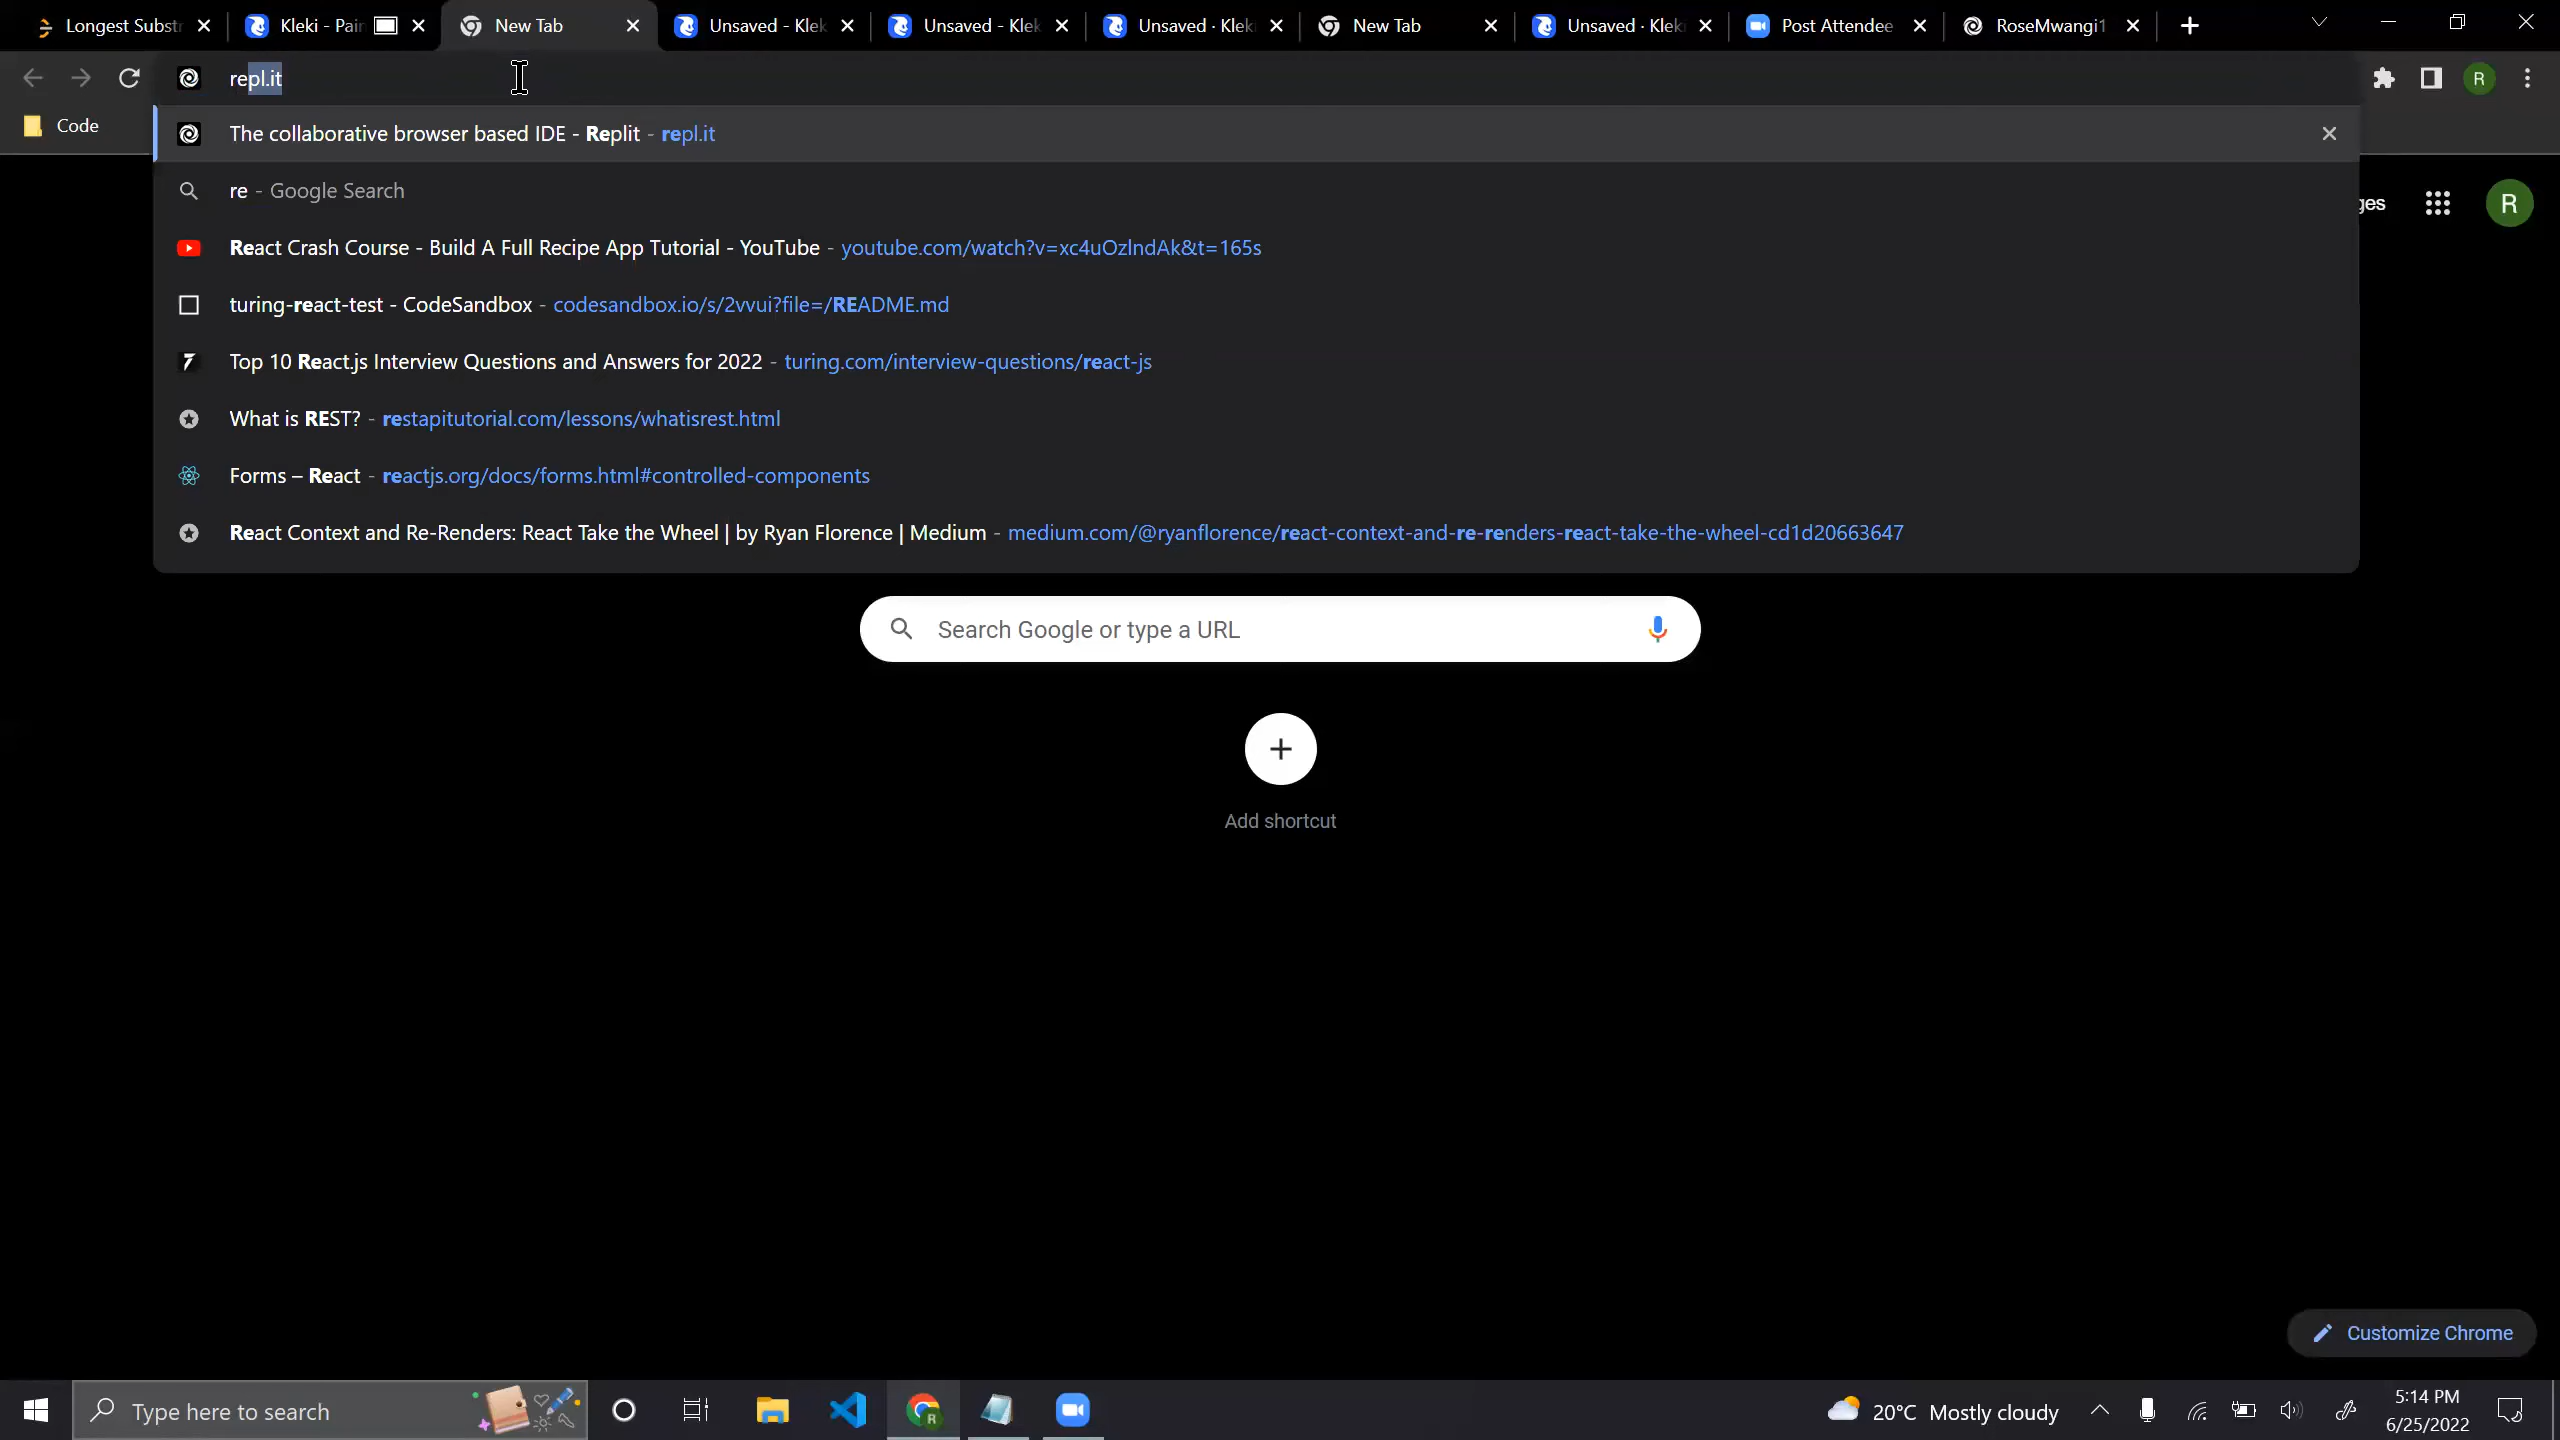 Longest Substr
Kleki - Pain
New Tab
Unsaved - Klek
Unsaved - Klek
Unsaved · Klek
New Tab
Unsaved · Klek
Post Attendee
RoseMwangi1
repl.it
Code
The collaborative browser based IDE - Replit - repl.it
re - Google Search
React Crash Course - Build A Full Recipe App Tutorial - YouTube - youtube.com/watch?v=xc4uOzlndAk&t=165s
turing-react-test - CodeSandbox - codesandbox.io/s/2vvui?file=/README.md
Top 10 React.js Interview Questions and Answers for 2022 - turing.com/interview-questions/react-js
What is REST? - restapitutorial.com/lessons/whatisrest.html
Forms – React - reactjs.org/docs/forms.html#controlled-components
React Context and Re-Renders: React Take the Wheel | by Ryan Florence | Medium - medium.com/@ryanflorence/react-context-and-re-renders-react-take-the-wheel-cd1d20663647
R
ges
R
Search Google or type a URL
Add shortcut
Customize Chrome
Type here to search
R
20°C Mostly cloudy
5:14 PM
6/25/2022